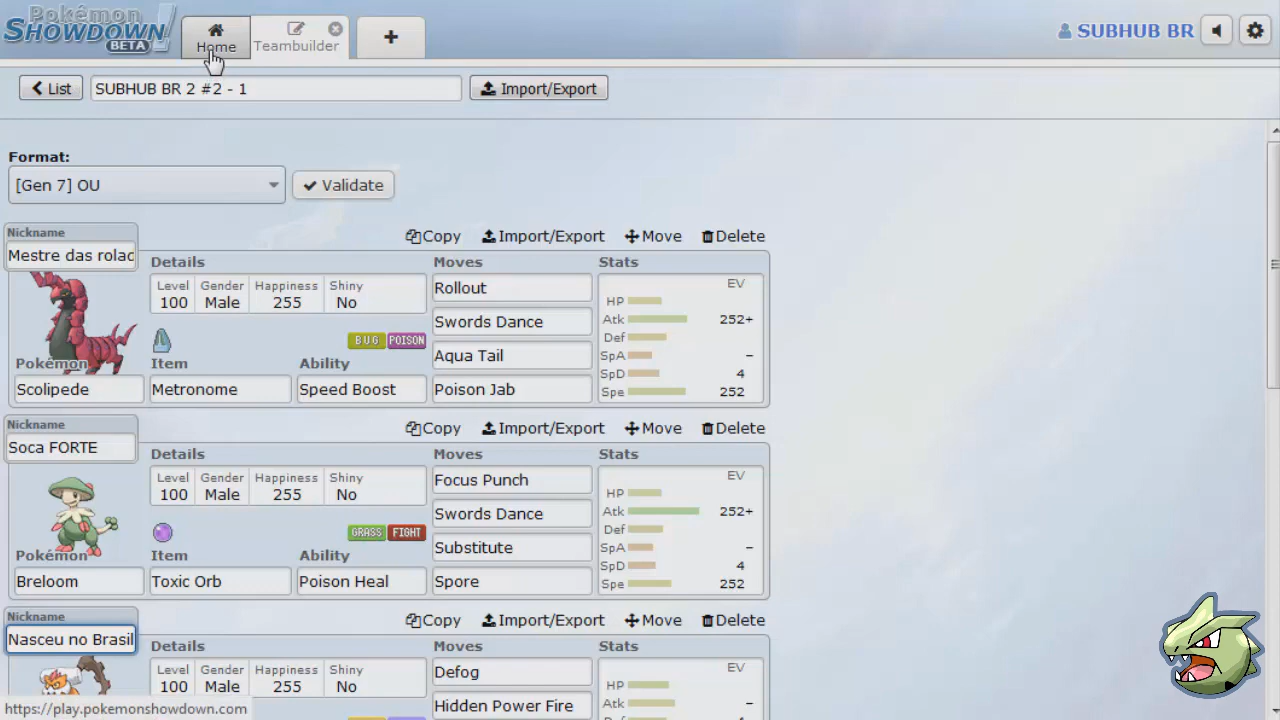 Pokémon
SHOWDOWN!
BETA
Home
Teambuilder
+
SUBHUB BR
List
SUBHUB BR 2 #2 - 1
Import/Export
Format:
[Gen 7] OU
Validate
Nickname
Mestre das rolad
Copy Import/Export Move Delete
Details Moves Stats
Level Gender Happiness Shiny
100 Male 255 No
BUG POISON
Pokémon Item Ability
Scolipede Metronome Speed Boost
Rollout
Swords Dance
Aqua Tail
Poison Jab
EV
HP
Atk 252+
Def
SpA –
SpD 4
Spe 252
Nickname
Soca FORTE
Copy Import/Export Move Delete
Details Moves Stats
Level Gender Happiness Shiny
100 Male 255 No
GRASS FIGHT
Pokémon Item Ability
Breloom Toxic Orb Poison Heal
Focus Punch
Swords Dance
Substitute
Spore
EV
HP
Atk 252+
Def
SpA –
SpD 4
Spe 252
Nickname
Nasceu no Brasil
Copy Import/Export Move Delete
Details Moves Stats
Level Gender Happiness Shiny
100 Male 255 No
Defog
Hidden Power Fire
EV
HP
Atk –
Def
https://play.pokemonshowdown.com